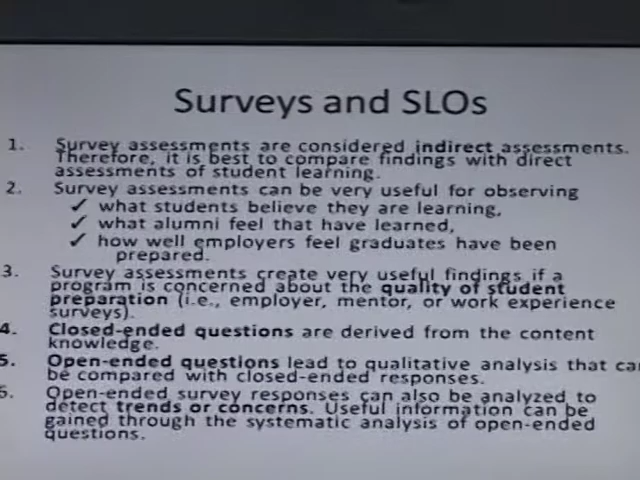 Surveys and SLOs
1. Survey assessments are considered indirect assessments.
Therefore, it is best to compare findings with direct
assessments of student learning.
2. Survey assessments can be very useful for observing
✓ what students believe they are learning,
✓ what alumni feel that have learned,
✓ how well employers feel graduates have been
prepared.
3. Survey assessments create very useful findings if a
program is concerned about the quality of student
preparation (i.e., employer, mentor, or work experience
surveys).
4. Closed-ended questions are derived from the content
knowledge.
5. Open-ended questions lead to qualitative analysis that can
be compared with closed-ended responses.
6. Open-ended survey responses can also be analyzed to
detect trends or concerns. Useful information can be
gained through the systematic analysis of open-ended
questions.